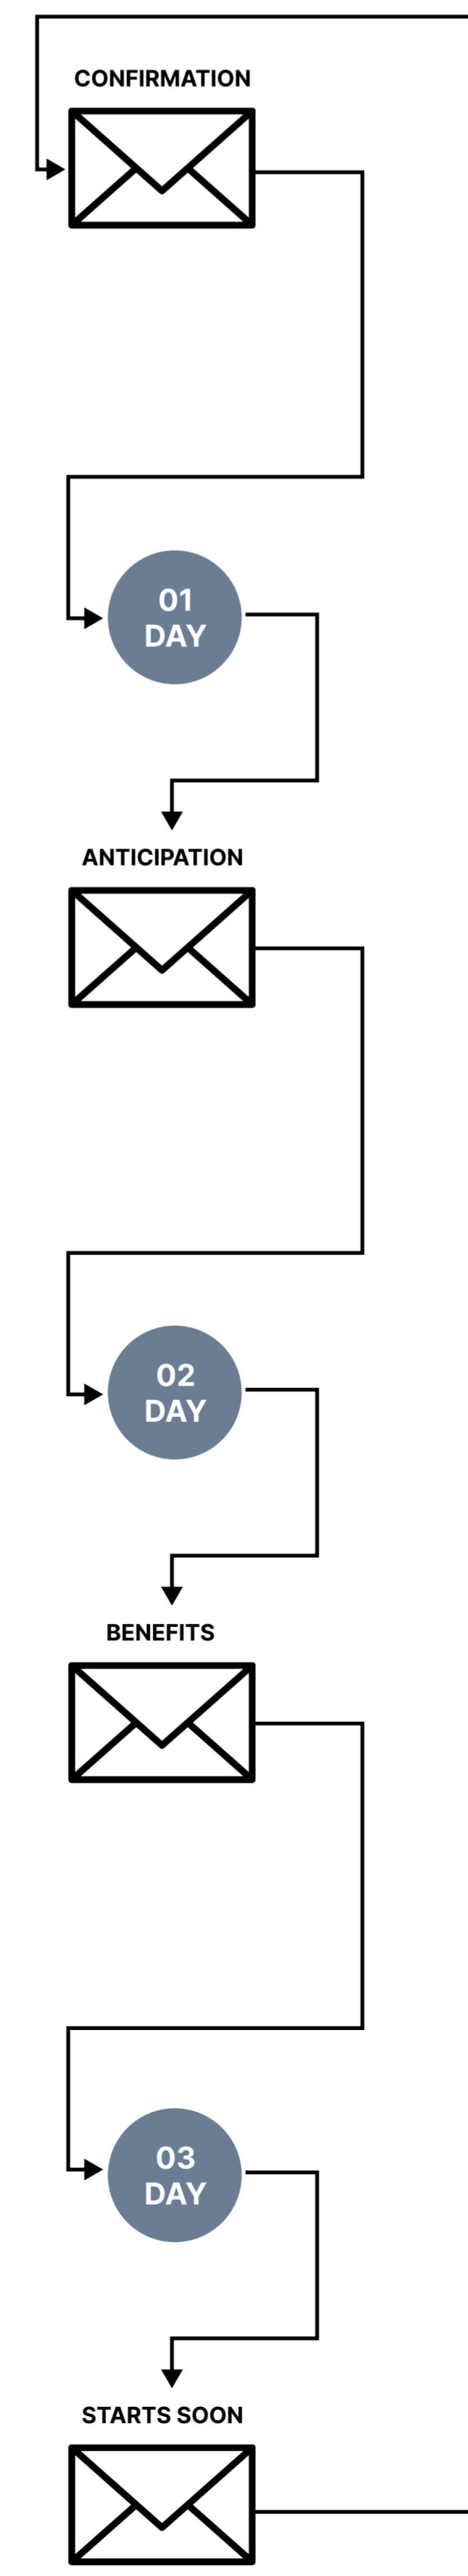 CONFIRMATION
01
DAY
ANTICIPATION
02
DAY
BENEFITS
03
DAY
STARTS SOON